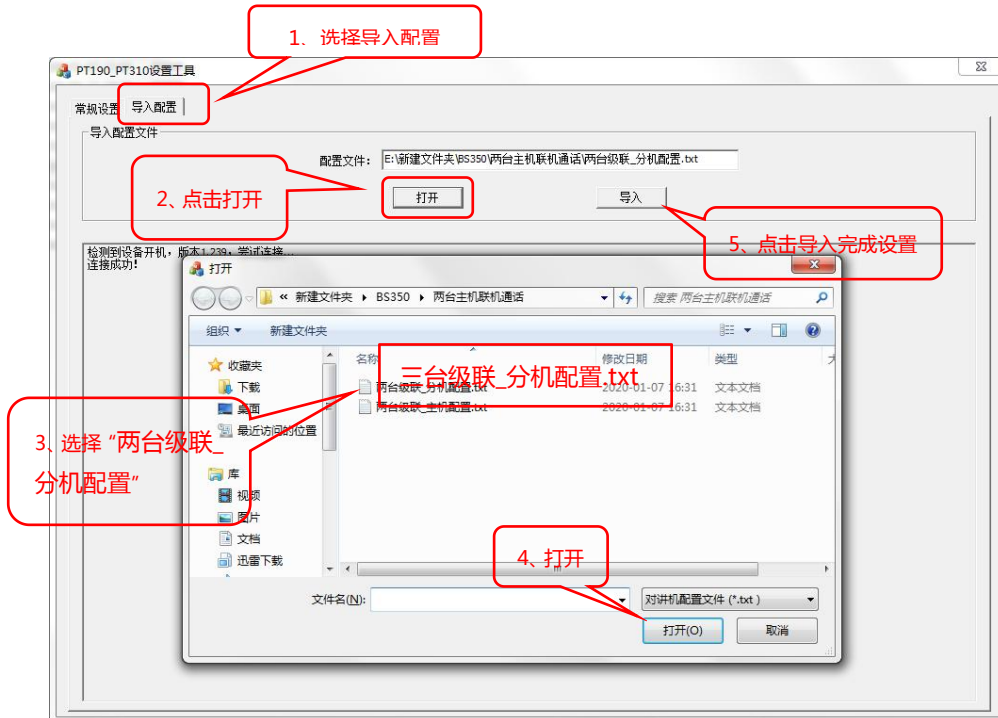 1、选择导入配置
PT190_PT310设置工具
常规设置 导入配置
导入配置文件
配置文件： E:\新建文件夹\BS350\两台主机联机通话\两台级联_分机配置.txt
2、点击打开
打开
导入
5、点击导入完成设置
检测到设备开机，版本1.239，尝试连接...
连接成功！
打开
« 新建文件夹 ▸ BS350 ▸ 两台主机联机通话
搜索 两台主机联机通话
组织 新建文件夹
收藏夹
下载
桌面
最近访问的位置
库
视频
图片
文档
迅雷下载
名称 修改日期 类型
三台级联_分机配置.txt
两台级联_分机配置.txt 2020-01-07 16:31 文本文档
两台级联_主机配置.txt 2020-01-07 16:31 文本文档
3、选择“两台级联_
分机配置”
4、打开
文件名(N): 对讲机配置文件 (*.txt )
打开(O) 取消